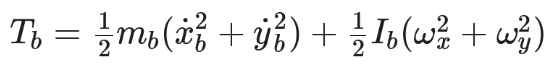 $T_b = \frac{1}{2} m_b (\dot{x}_b^2 + \dot{y}_b^2) + \frac{1}{2} I_b (\omega_x^2 + \omega_y^2)$